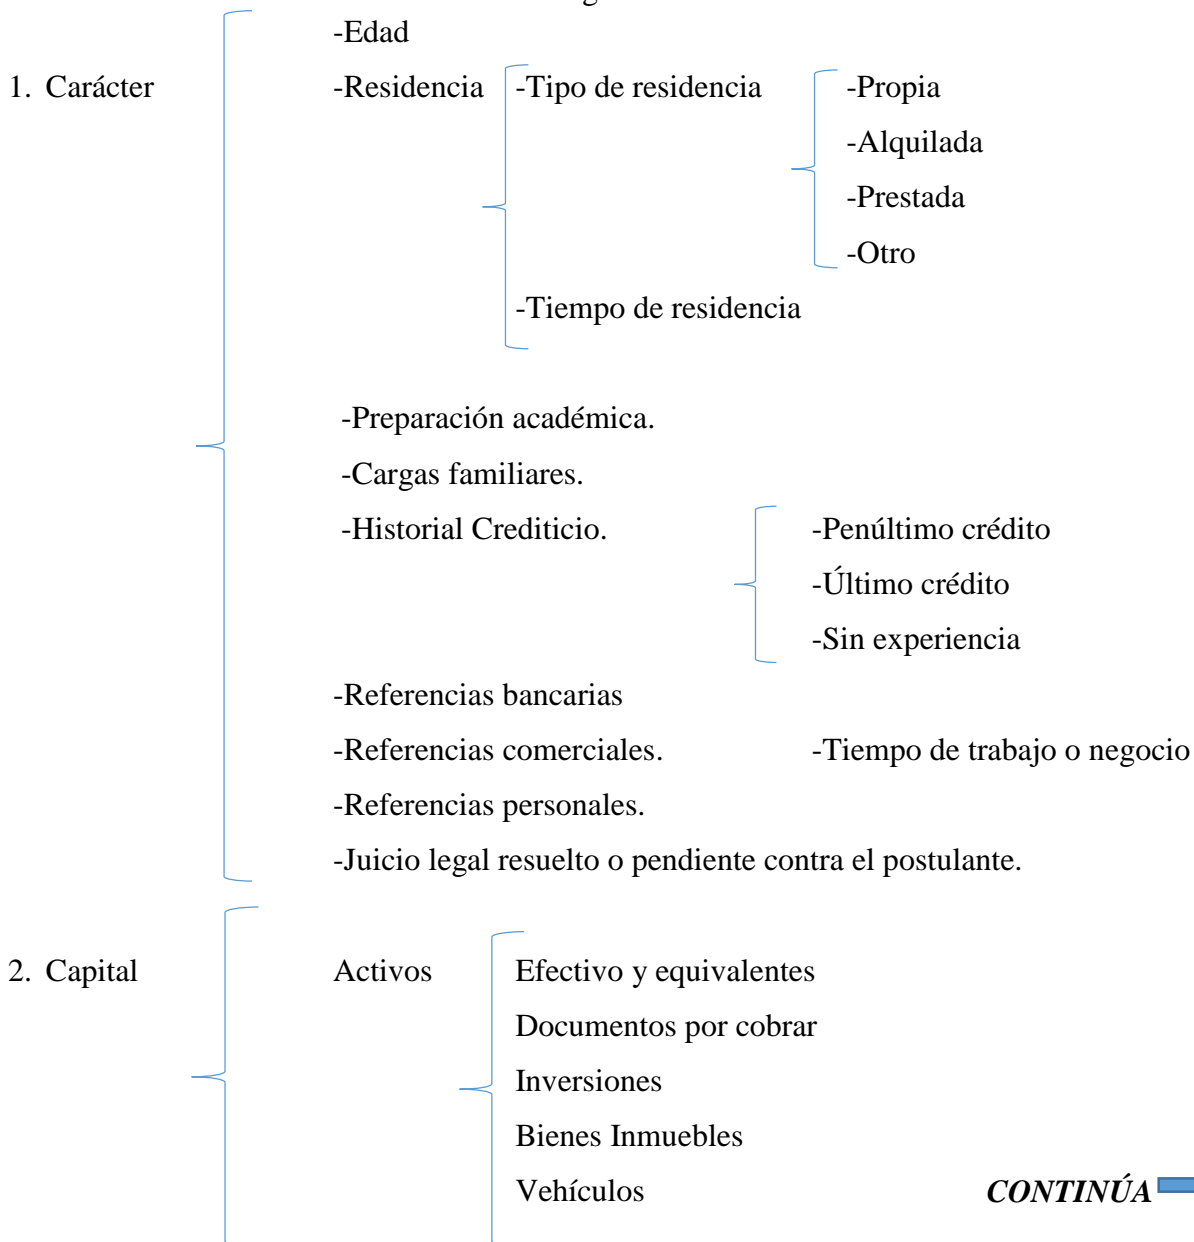 -Edad
1. Carácter -Residencia -Tipo de residencia -Propia
-Alquilada
-Prestada
-Otro
-Tiempo de residencia
-Preparación académica.
-Cargas familiares.
-Historial Crediticio. -Penúltimo crédito
-Último crédito
-Sin experiencia
-Referencias bancarias
-Referencias comerciales. -Tiempo de trabajo o negocio
-Referencias personales.
-Juicio legal resuelto o pendiente contra el postulante.
2. Capital Activos Efectivo y equivalentes
Documentos por cobrar
Inversiones
Bienes Inmuebles
Vehículos CONTINÚA